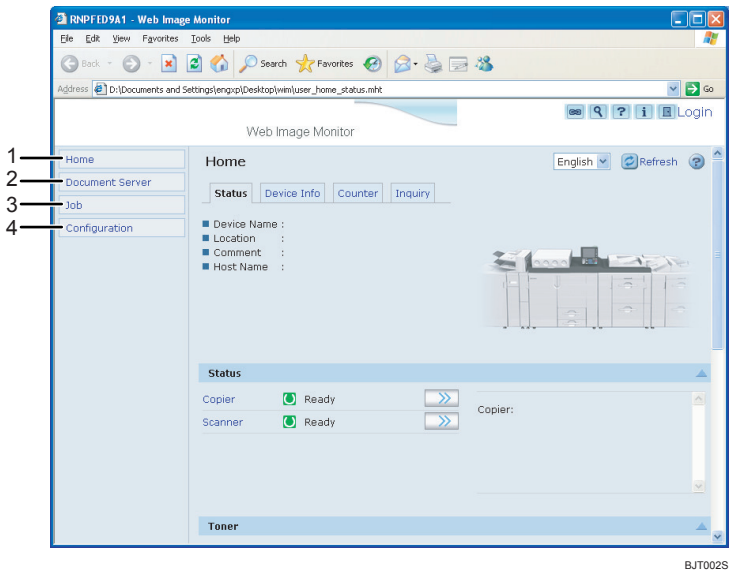 RNPFED9A1 - Web Image Monitor
File Edit View Favorites Tools Help
Back Search Favorites
Address D:\Documents and Settings\engxp\Desktop\wim\user_home_status.mht Go
Login
Web Image Monitor
1 Home
2 Document Server
3 Job
4 Configuration
Home English Refresh
Status Device Info Counter Inquiry
Device Name :
Location :
Comment :
Host Name :
Status
Copier Ready
Scanner Ready
Copier:
Toner
BJT002S